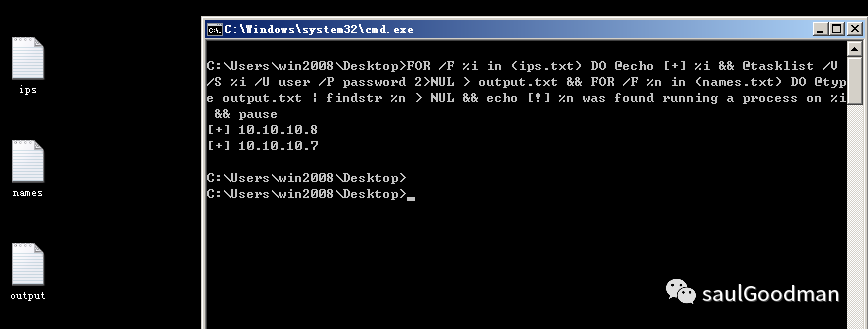 ips
names
output
C:\Windows\system32\cmd.exe
C:\Users\win2008\Desktop>FOR /F %i in (ips.txt) DO @echo [+] %i && @tasklist /V
/S %i /U user /P password 2>NUL > output.txt && FOR /F %n in (names.txt) DO @typ
e output.txt | findstr %n > NUL && echo [!] %n was found running a process on %i
 && pause
[+] 10.10.10.8
[+] 10.10.10.7
C:\Users\win2008\Desktop>
C:\Users\win2008\Desktop>_
saulGoodman